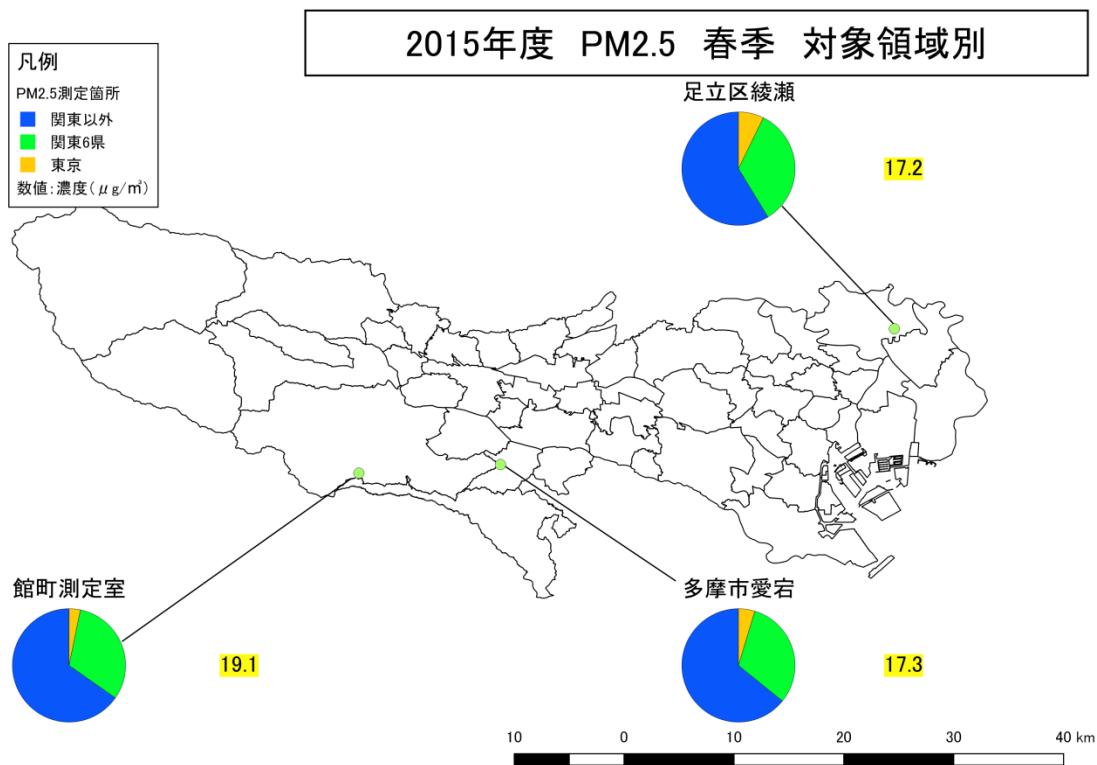 2015年度 PM2.5 春季 対象領域別
凡例
PM2.5測定箇所
関東以外
関東6県
東京
数値:濃度(μg/㎥)
足立区綾瀬
17.2
館町測定室
19.1
多摩市愛宕
17.3
10 0 10 20 30 40 km